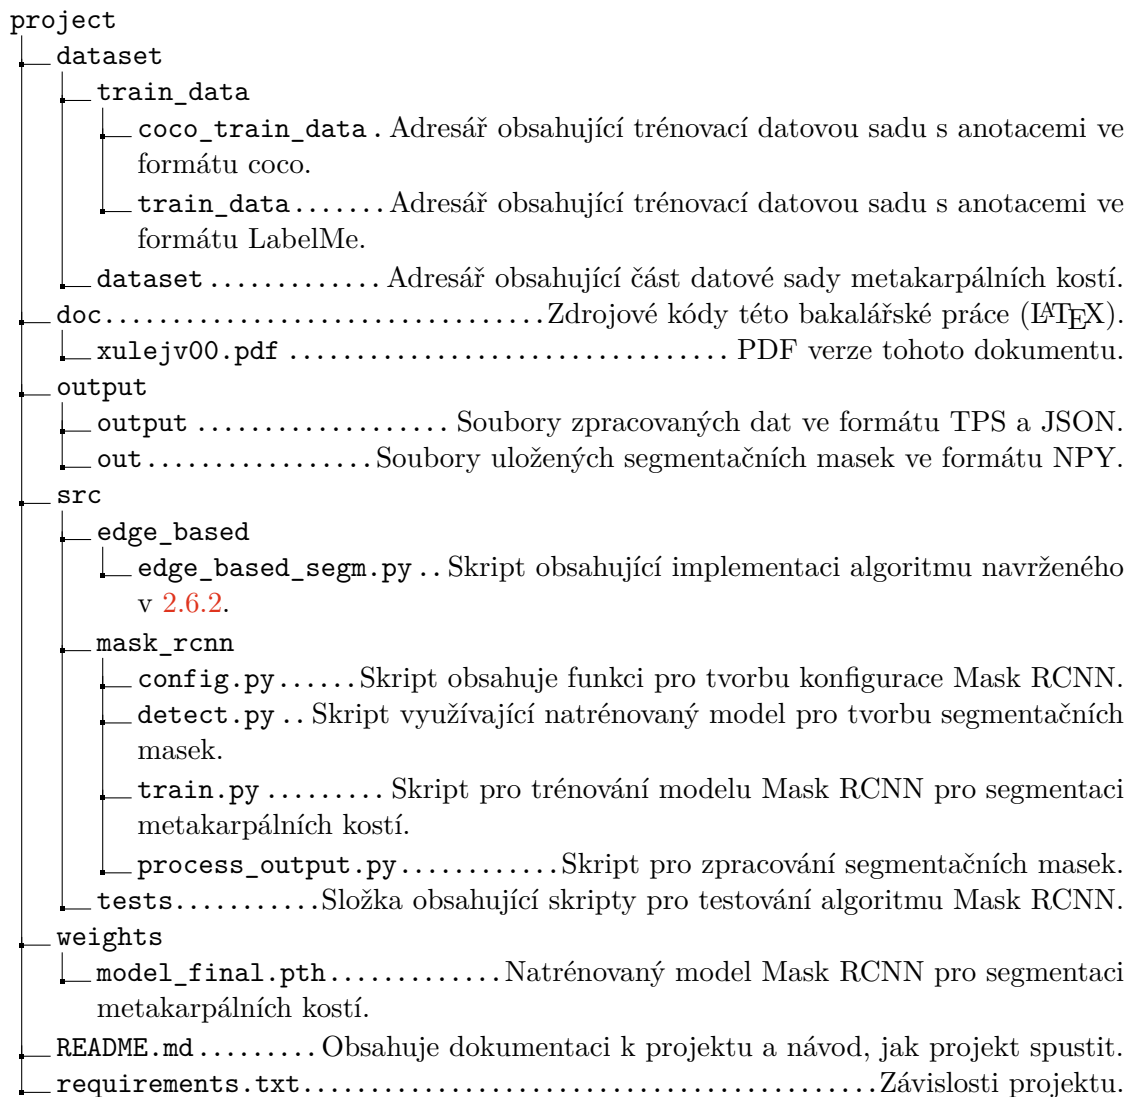 project
dataset
train_data
coco_train_data . Adresář obsahující trénovací datovou sadu s anotacemi ve
formátu coco.
train_data.......Adresář obsahující trénovací datovou sadu s anotacemi ve
formátu LabelMe.
dataset.............Adresář obsahující část datové sady metakarpálních kostí.
doc.................................Zdrojové kódy této bakalářské práce (LATEX).
xulejv00.pdf ................................. PDF verze tohoto dokumentu.
output
output ................... Soubory zpracovaných dat ve formátu TPS a JSON.
out.................Soubory uložených segmentačních masek ve formátu NPY.
src
edge_based
edge_based_segm.py .. Skript obsahující implementaci algoritmu navrženého
v 2.6.2.
mask_rcnn
config.py......Skript obsahuje funkci pro tvorbu konfigurace Mask RCNN.
detect.py .. Skript využívající natrénovaný model pro tvorbu segmentačních
masek.
train.py ......... Skript pro trénování modelu Mask RCNN pro segmentaci
metakarpálních kostí.
process_output.py............Skript pro zpracování segmentačních masek.
tests...........Složka obsahující skripty pro testování algoritmu Mask RCNN.
weights
model_final.pth.............Natrénovaný model Mask RCNN pro segmentaci
metakarpálních kostí.
README.md.........Obsahuje dokumentaci k projektu a návod, jak projekt spustit.
requirements.txt...........................................Závislosti projektu.